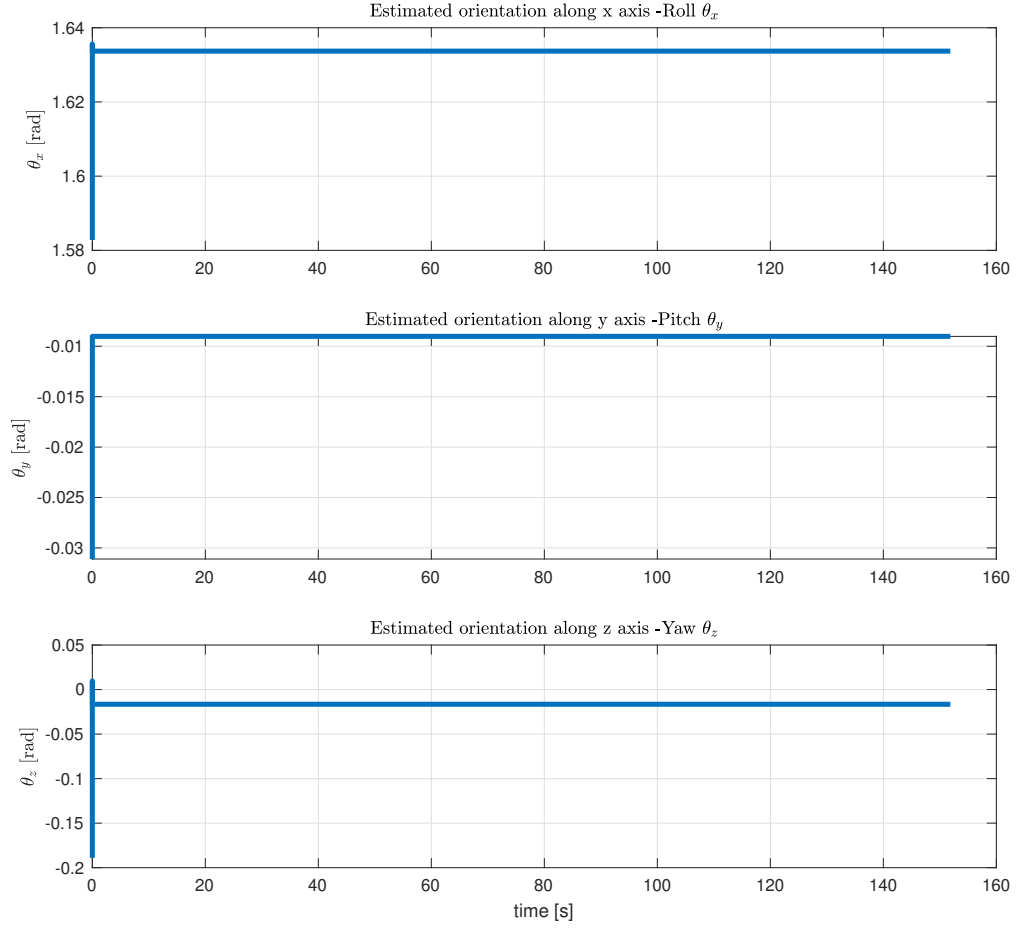 Estimated orientation along x axis -Roll θₓ
1.64
1.62
1.6
1.58
θₓ [rad]
0 20 40 60 80 100 120 140 160
Estimated orientation along y axis -Pitch θ_y
-0.01
-0.015
-0.02
-0.025
-0.03
θ_y [rad]
0 20 40 60 80 100 120 140 160
Estimated orientation along z axis -Yaw θ_z
0.05
0
-0.05
-0.1
-0.15
-0.2
θ_z [rad]
0 20 40 60 80 100 120 140 160
time [s]